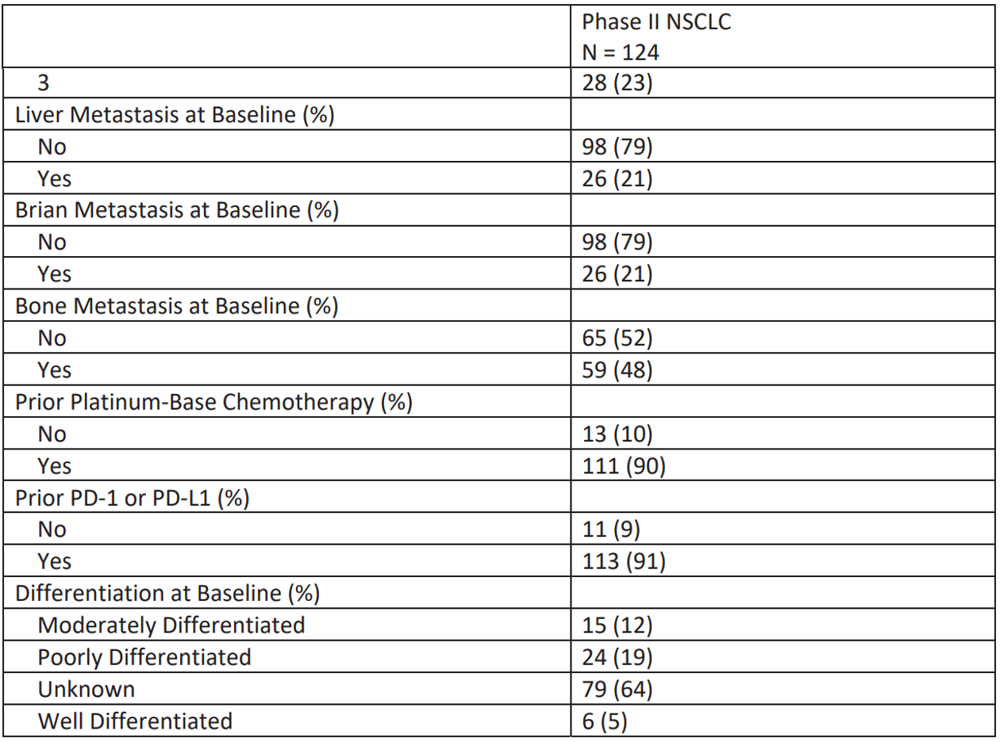 Phase II NSCLC
N = 124
3 28 (23)
Liver Metastasis at Baseline (%)
No 98 (79)
Yes 26 (21)
Brian Metastasis at Baseline (%)
No 98 (79)
Yes 26 (21)
Bone Metastasis at Baseline (%)
No 65 (52)
Yes 59 (48)
Prior Platinum-Base Chemotherapy (%)
No 13 (10)
Yes 111 (90)
Prior PD-1 or PD-L1 (%)
No 11 (9)
Yes 113 (91)
Differentiation at Baseline (%)
Moderately Differentiated 15 (12)
Poorly Differentiated 24 (19)
Unknown 79 (64)
Well Differentiated 6 (5)